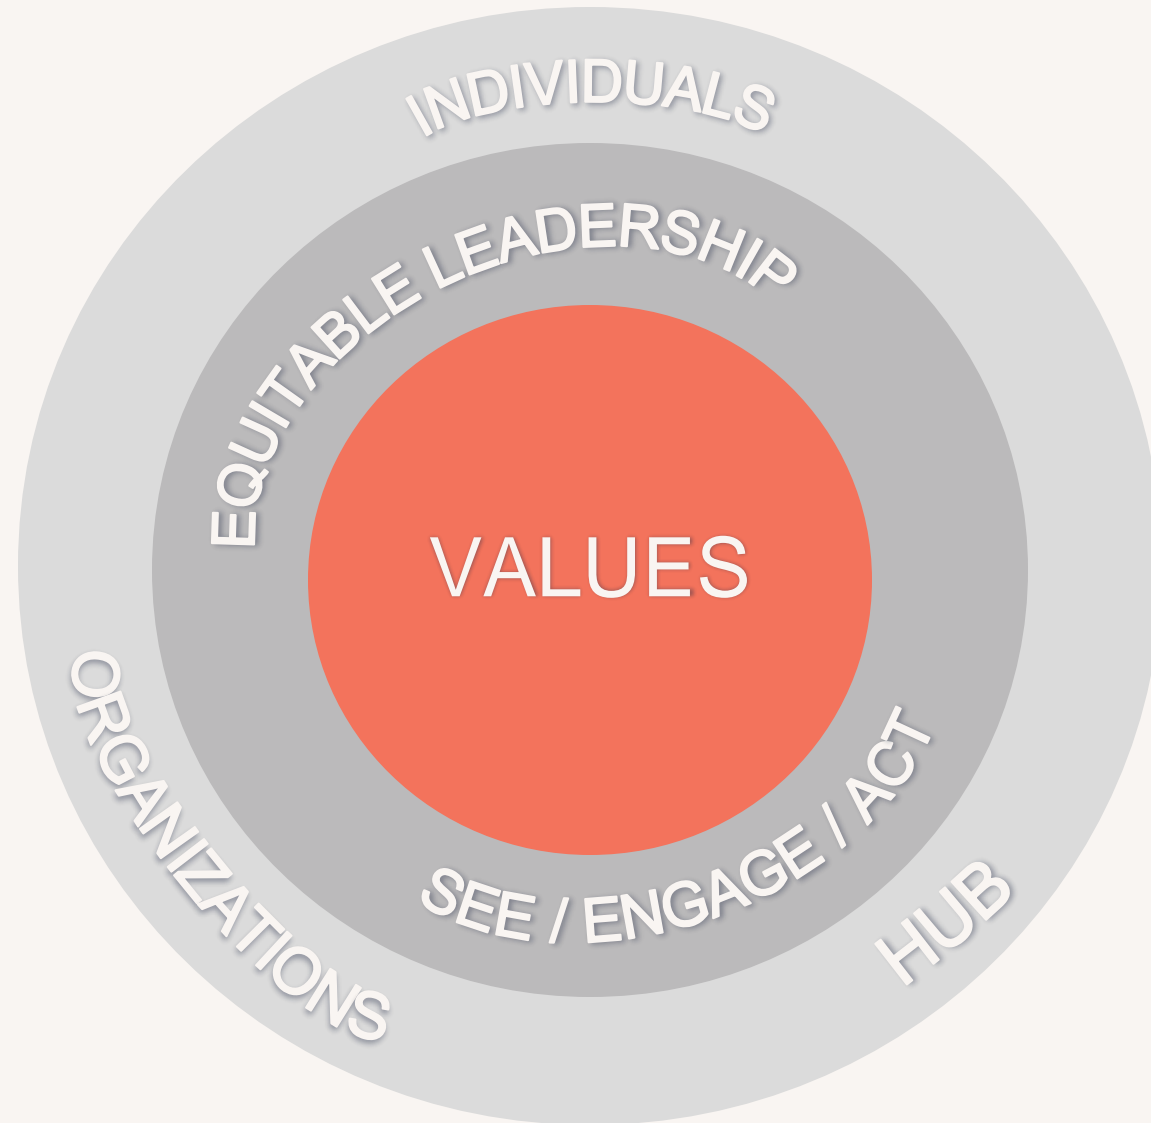 INDIVIDUALS
EQUITABLE LEADERSHIP
VALUES
SEE / ENGAGE / ACT
ORGANIZATIONS
HUB